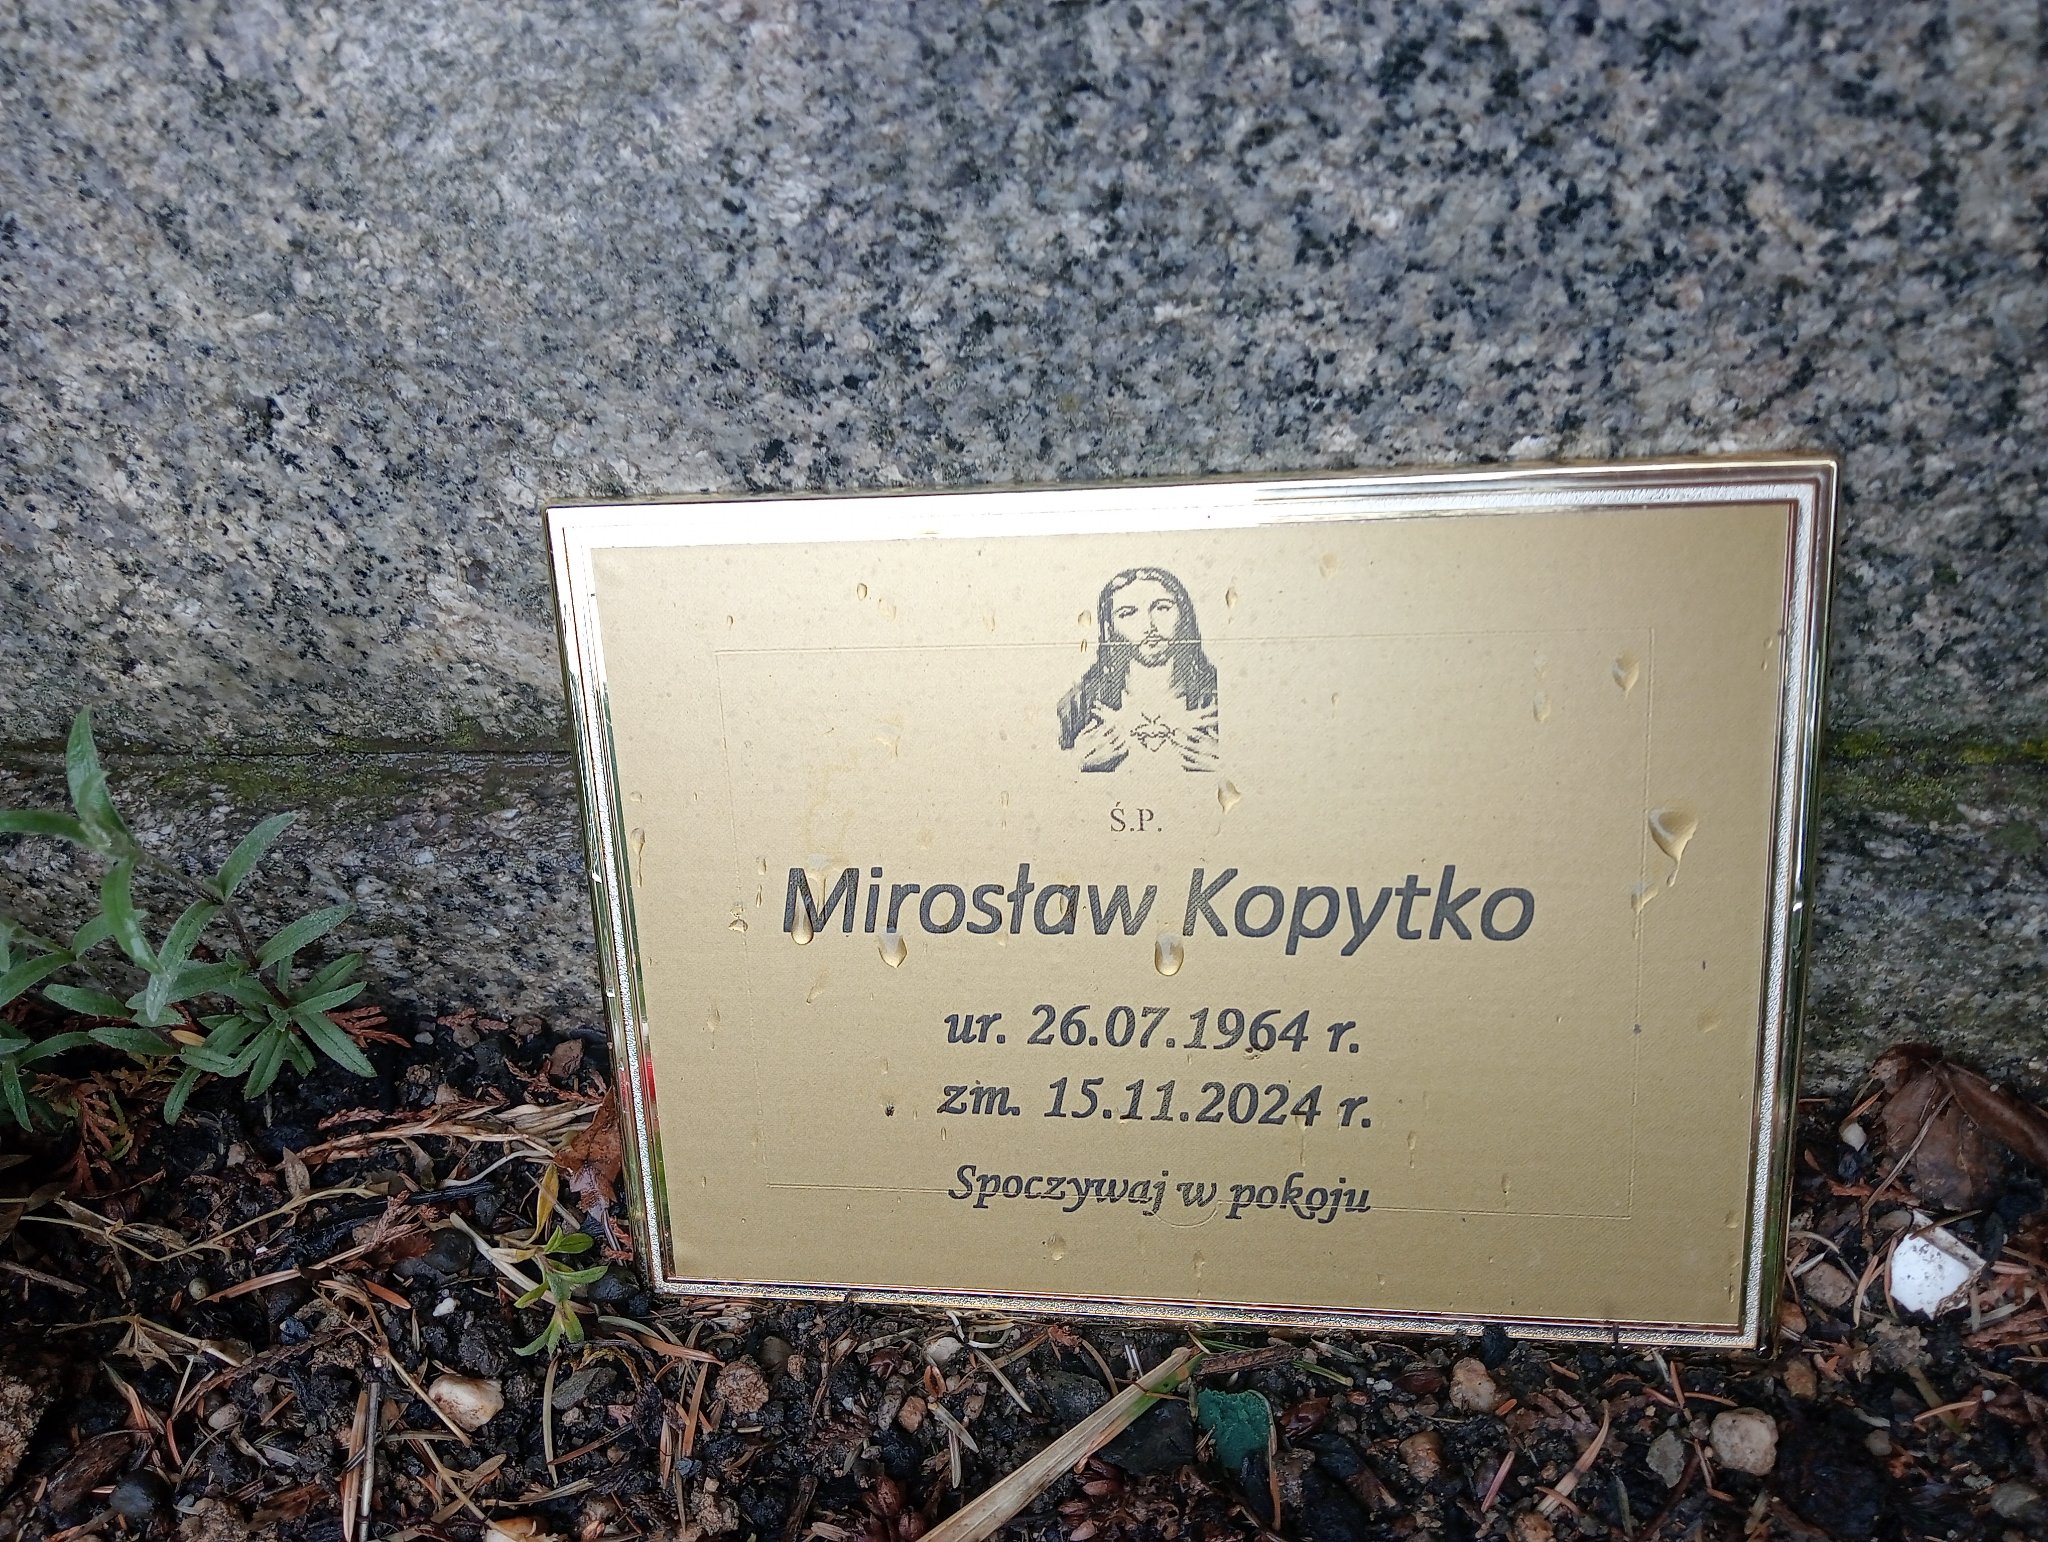 Ś.P.
Mirosław Kopytko
ur. 26.07.1964 r.
zm. 15.11.2024 r.
Spoczywaj w pokoju